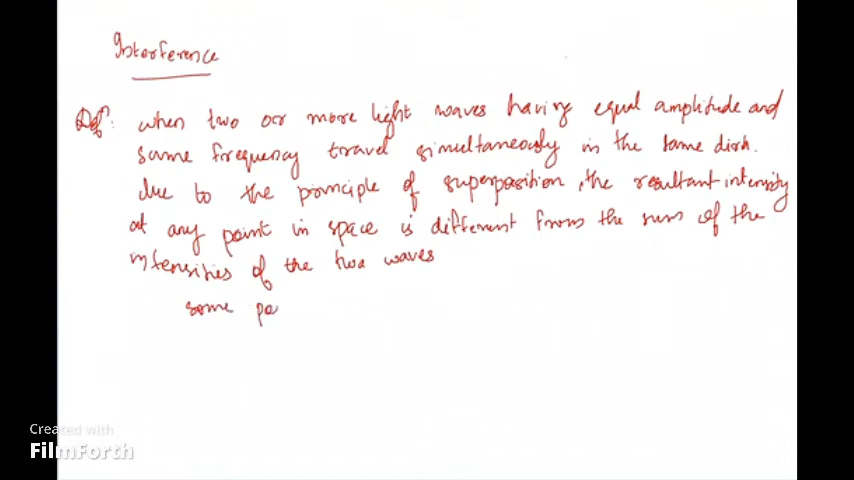 Interference
Defn: when two or more light waves having equal amplitude and
same frequency travel simultaneously in the same dirn.
due to the principle of superposition, the resultant intensity
at any point in space is different from the sum of the
intensities of the two waves
some po
Created with
FilmForth